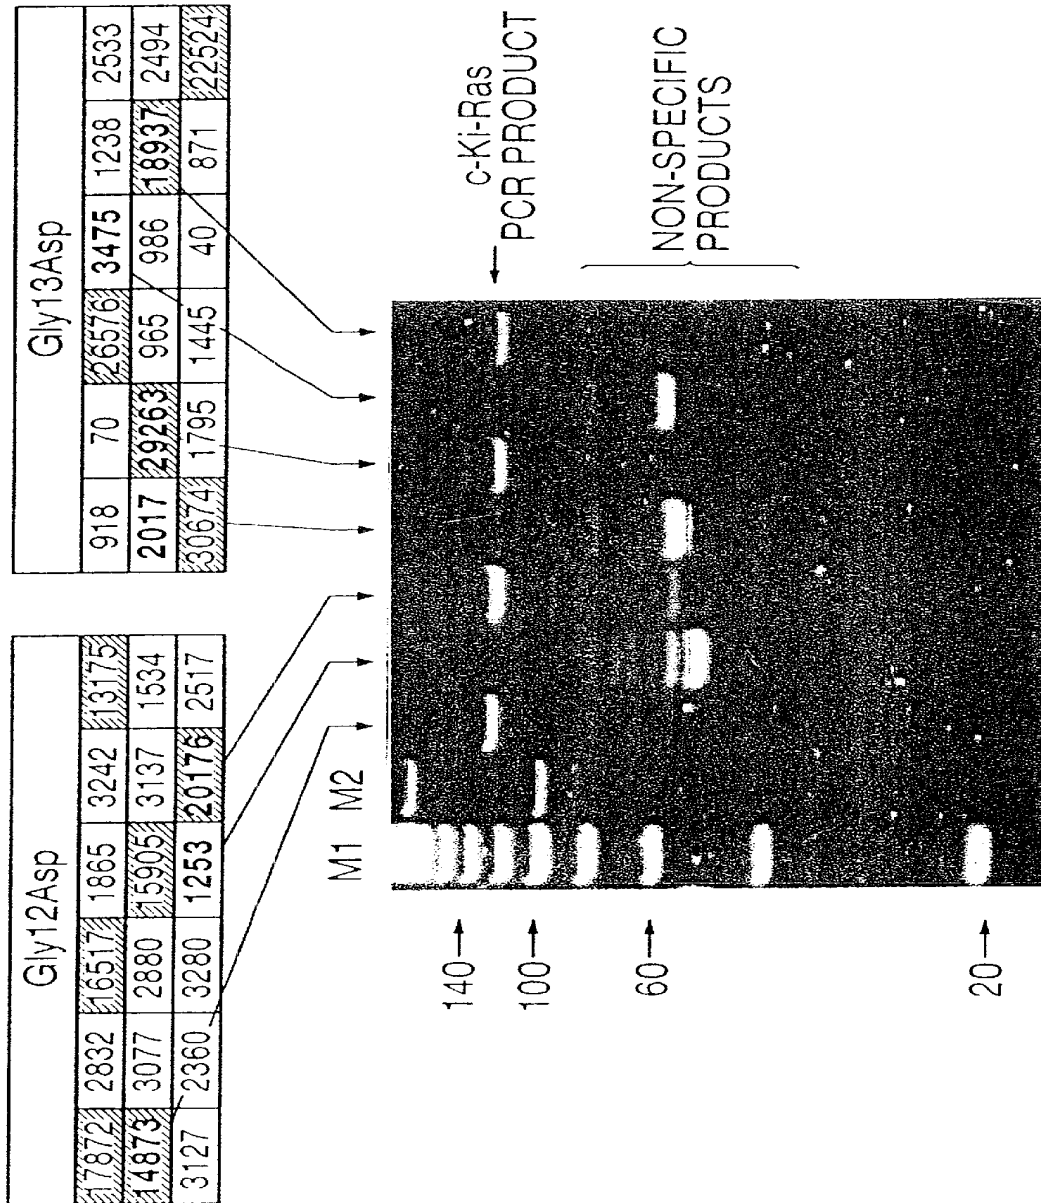 Gly12Asp
17872 2832 16517 1865 3242 13175
14873 3077 2880 15905 3137 1534
3127 2360 3280 1253 20176 2517
Gly13Asp
918 70 26576 3475 1238 2533
2017 29263 965 986 18937 2494
30674 1795 1445 40 871 22524
M1 M2
140
100
60
20
c-Ki-Ras
PCR PRODUCT
NON-SPECIFIC
PRODUCTS